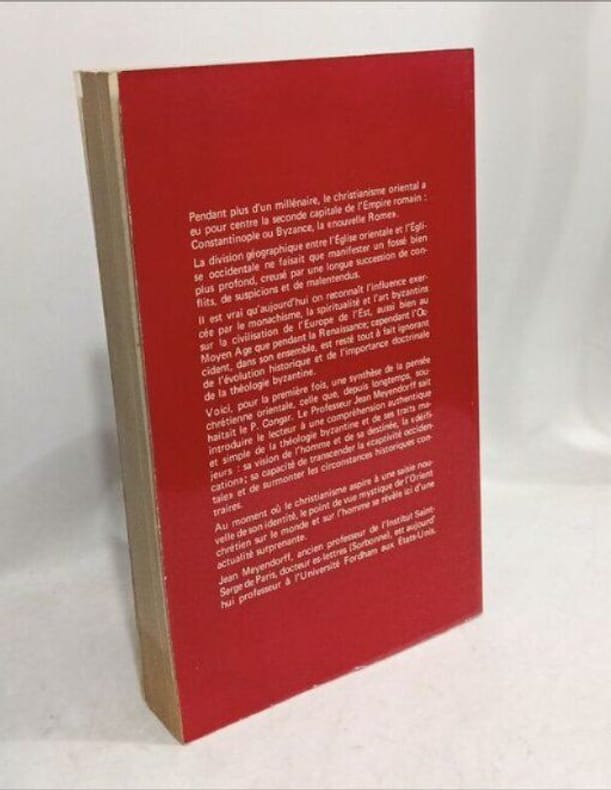 Pendant plus d'un millénaire, le christianisme oriental a
eu pour centre la seconde capitale de l'Empire romain :
Constantinople ou Byzance, la «nouvelle Rome».
La division géographique entre l'Église orientale et l'Égli-
se occidentale ne faisait que manifester un fossé bien
plus profond, creusé par une longue succession de con-
flits, de suspicions et de malentendus.
Il est vrai qu'aujourd'hui on reconnaît l'influence exer-
cée par le monachisme, la spiritualité et l'art byzantins
sur la civilisation de l'Europe de l'Est, aussi bien au
Moyen Age que pendant la Renaissance; cependant l'Oc-
cident, dans son ensemble, est resté tout à fait ignorant
de l'évolution historique et de l'importance doctrinale
de la théologie byzantine.
Voici, pour la première fois, une synthèse de la pensée
chrétienne orientale, celle que, depuis longtemps, sou-
haitait le P. Congar. Le Professeur Jean Meyendorff sait
introduire le lecteur à une compréhension authentique
et simple de la théologie byzantine et de ses traits ma-
jeurs : sa vision de l'homme et de sa destinée, la «déifi-
cation»; sa capacité de transcender la «captivité occiden-
tale» et de surmonter les circonstances historiques con-
traires.
Au moment où le christianisme aspire à une saisie nou-
velle de son identité, le point de vue mystique de l'Orient
chrétien sur le monde et sur l'homme se révèle ici d'une
actualité surprenante.
Jean Meyendorff, ancien professeur de l'Institut Saint-
Serge de Paris, docteur es-lettres (Sorbonne), est aujourd'
hui professeur à l'Université Fordham aux États-Unis.